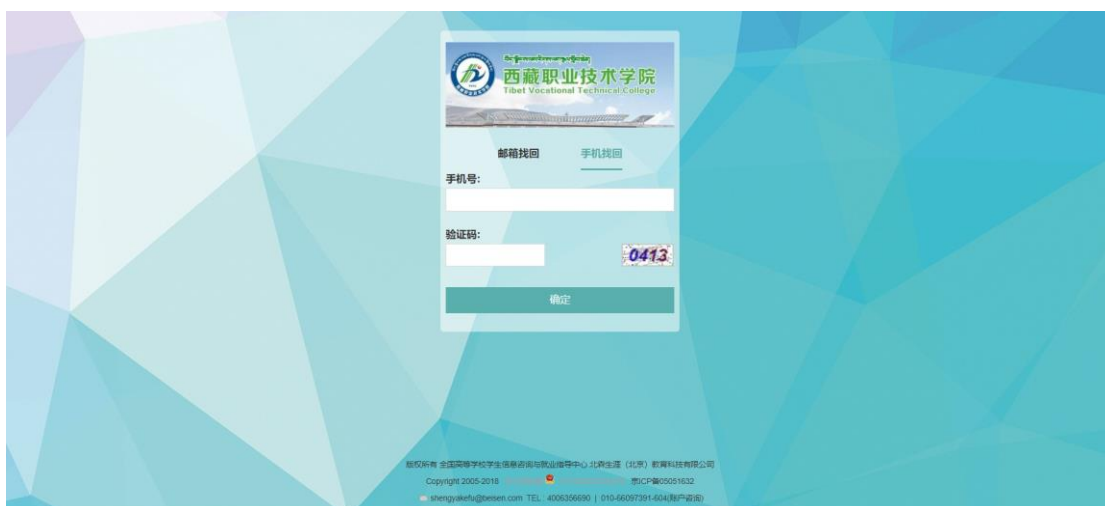 西藏职业技术学院
Tibet Vocational Technical College
邮箱找回 手机找回
手机号:
验证码:
0413
确定
版权所有 全国高等学校学生信息咨询与就业指导中心 北森生涯（北京）教育科技有限公司
Copyright 2005-2018 京ICP备05051632
shengyakefu@beisen.com TEL: 4006356690 | 010-66097391-604(账户咨询)